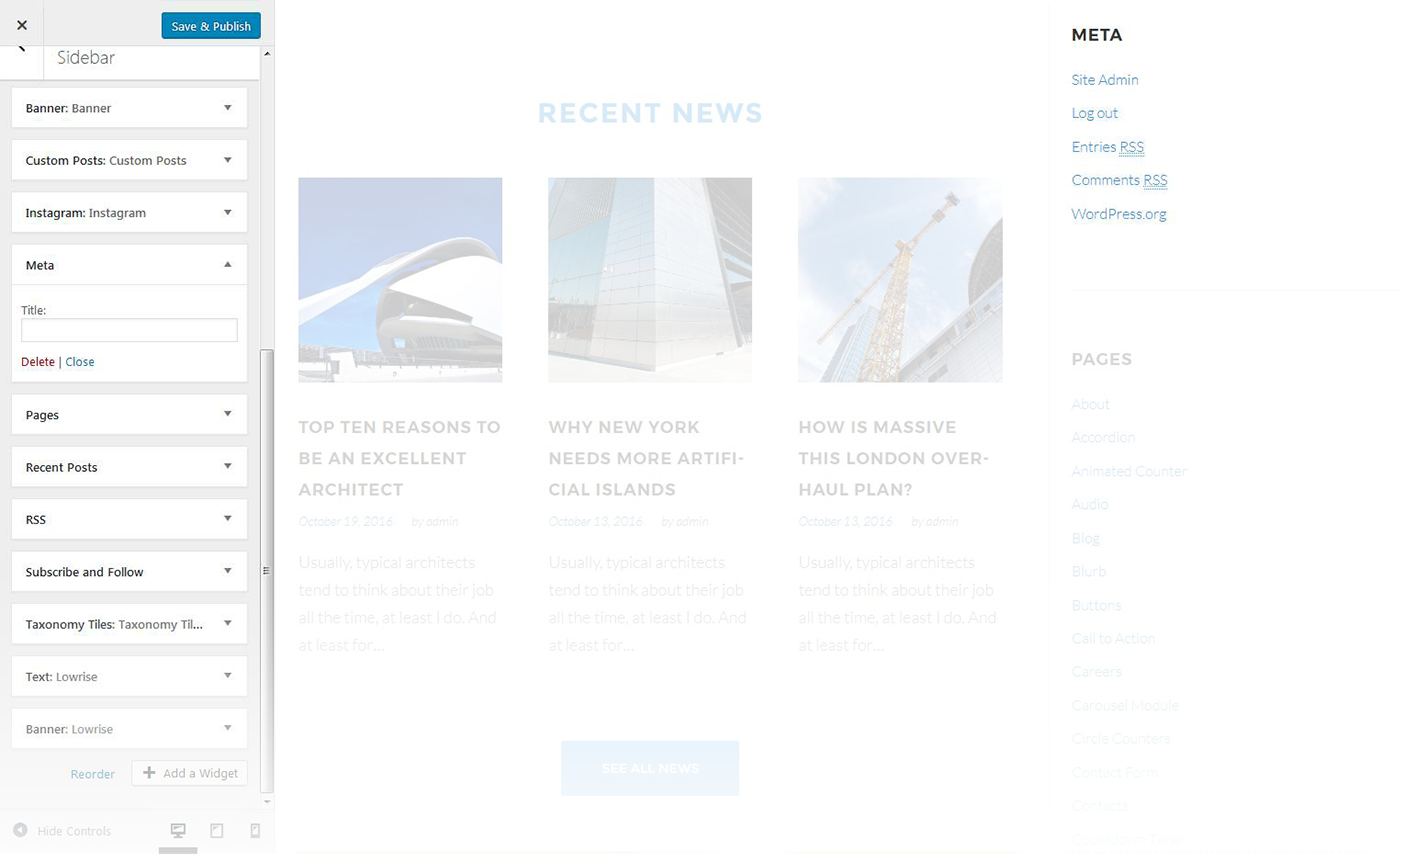 Save & Publish
Sidebar
Banner: Banner
Custom Posts: Custom Posts
Instagram: Instagram
Meta
Title:
Delete | Close
Pages
Recent Posts
RSS
Subscribe and Follow
Taxonomy Tiles: Taxonomy Til...
Text: Lowrise
Banner: Lowrise
Reorder
Add a Widget
Hide Controls
RECENT NEWS
TOP TEN REASONS TO
BE AN EXCELLENT
ARCHITECT
October 19, 2016 by admin
Usually, typical architects
tend to think about their job
all the time, at least I do. And
at least for...
WHY NEW YORK
NEEDS MORE ARTIFI-
CIAL ISLANDS
October 13, 2016 by admin
Usually, typical architects
tend to think about their job
all the time, at least I do. And
at least for...
HOW IS MASSIVE
THIS LONDON OVER-
HAUL PLAN?
October 13, 2016 by admin
Usually, typical architects
tend to think about their job
all the time, at least I do. And
at least for...
SEE ALL NEWS
META
Site Admin
Log out
Entries RSS
Comments RSS
WordPress.org
PAGES
About
Accordion
Animated Counter
Audio
Blog
Blurb
Buttons
Call to Action
Careers
Carousel Module
Circle Counters
Contact Form
Contacts